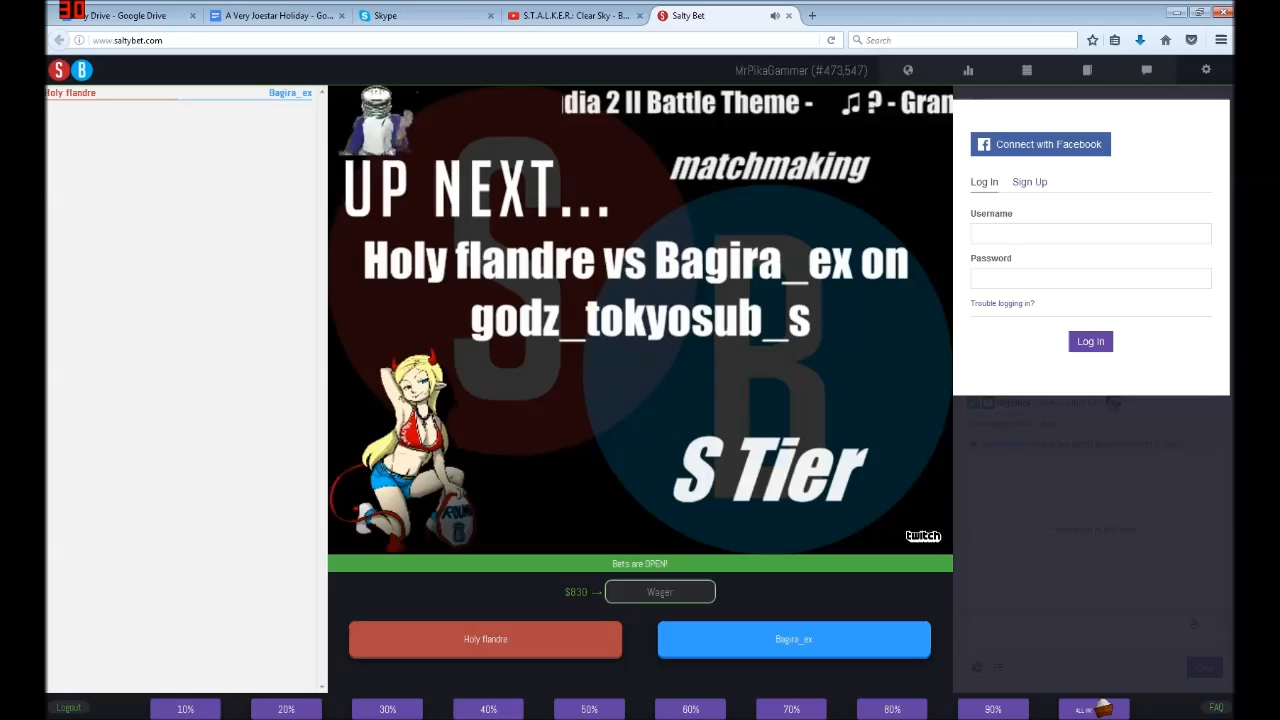 30
y Drive - Google Drive
A Very Joestar Holiday - Go...
Skype
S.T.A.L.K.E.R.: Clear Sky - B...
Salty Bet
www.saltybet.com
Search
S B
MrPikaGammer (#473,547)
Holy flandre
Bagira_ex
dia 2 II Battle Theme - ♫ ? - Gran
matchmaking
UP NEXT...
Holy flandre vs Bagira_ex on
godz_tokyosub_s
S Tier
twitch
Connect with Facebook
Log In
Sign Up
Username
Password
Trouble logging in?
Log In
Bets are OPEN!
$830 → Wager
Holy flandre
Bagira_ex
Chat
Logout
10%
20%
30%
40%
50%
60%
70%
80%
90%
ALL IN!
FAQ